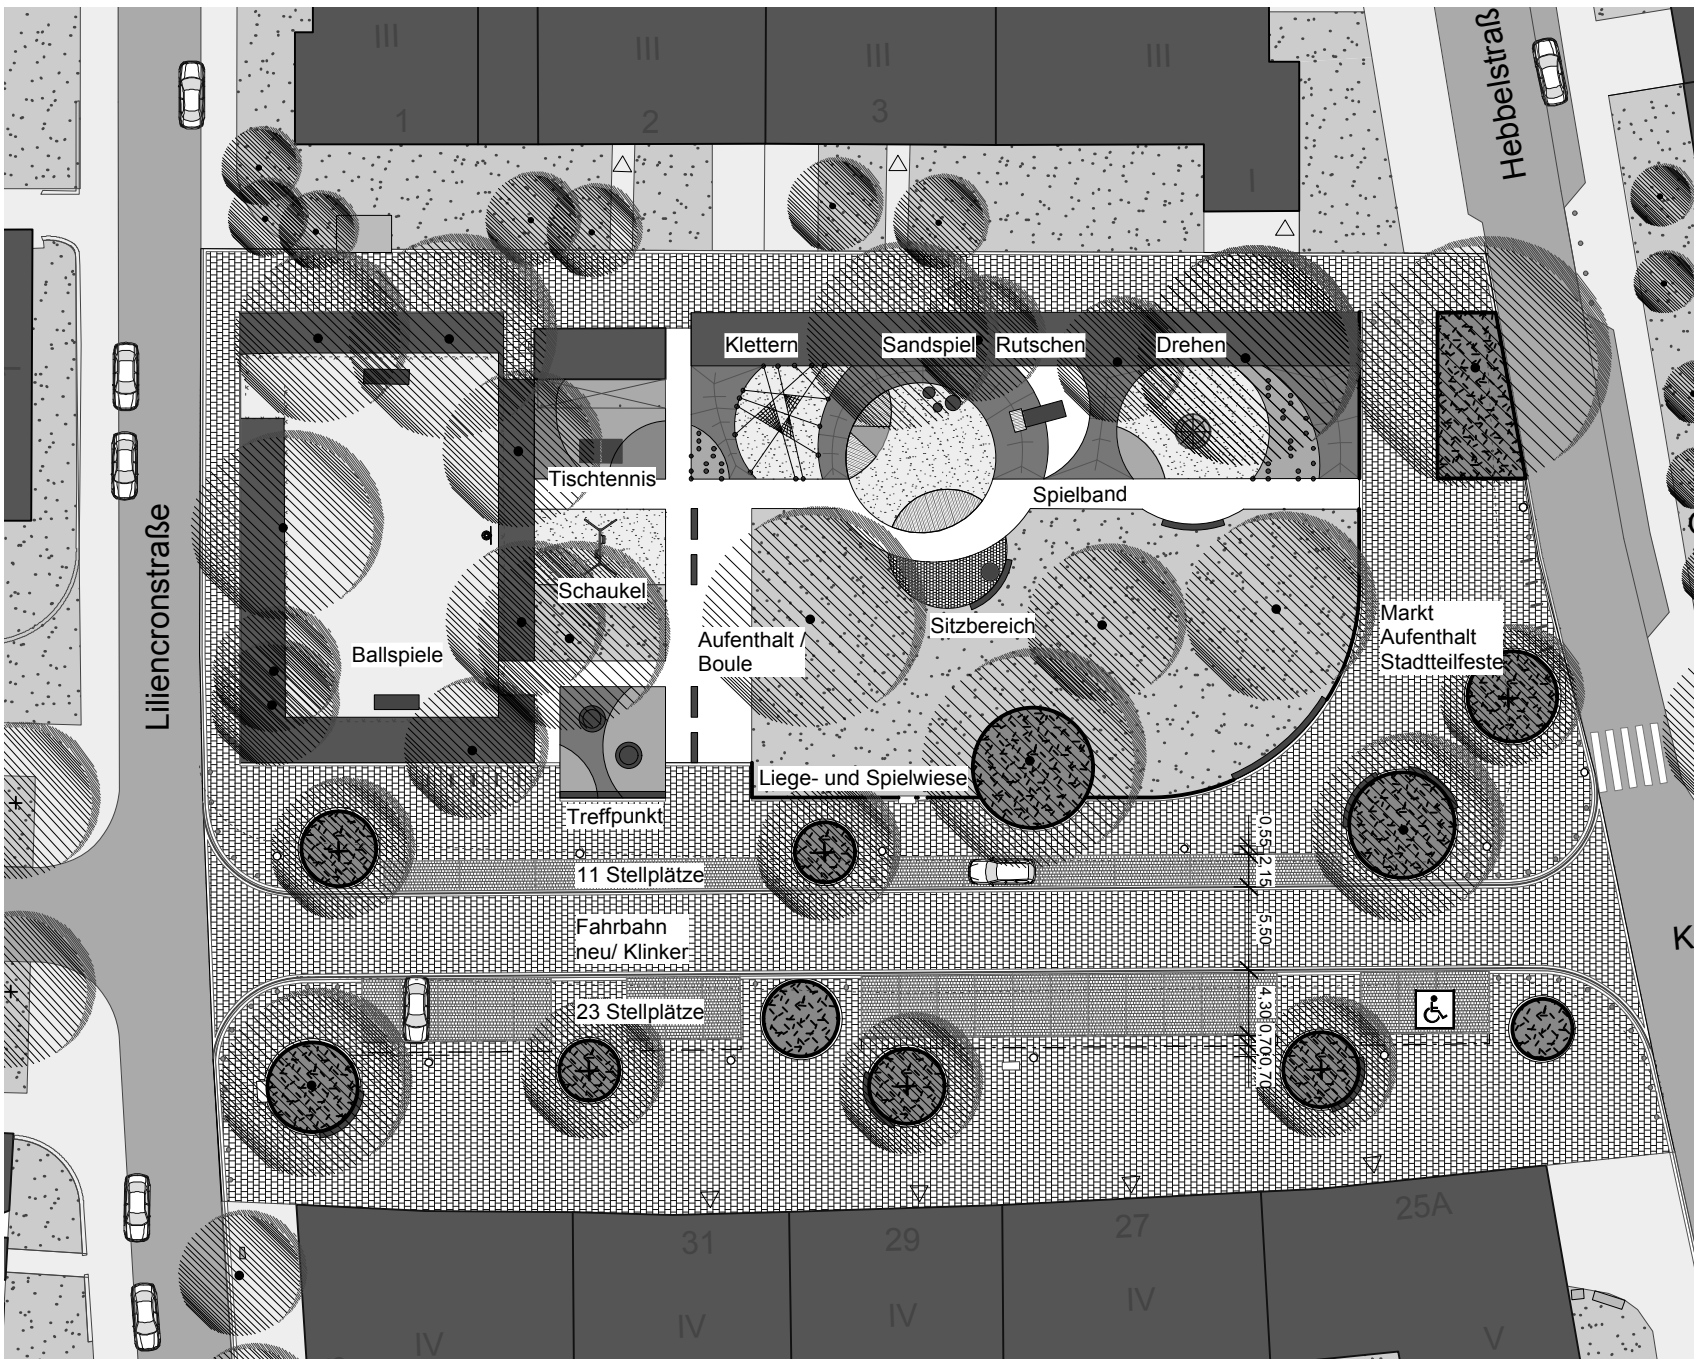 III
III
III
III
1
2
3
I
Hebbelstraß
Liliencronstraße
Klettern
Sandspiel
Rutschen
Drehen
Tischtennis
Spielband
Schaukel
Aufenthalt /
Boule
Sitzbereich
Ballspiele
Markt
Aufenthalt
Stadtteilfeste
Liege- und Spielwiese
Treffpunkt
11 Stellplätze
Fahrbahn
neu/ Klinker
23 Stellplätze
0,55
2,15
5,50
4,30
0,70
0,70
K
31
29
27
25A
IV
IV
IV
IV
V